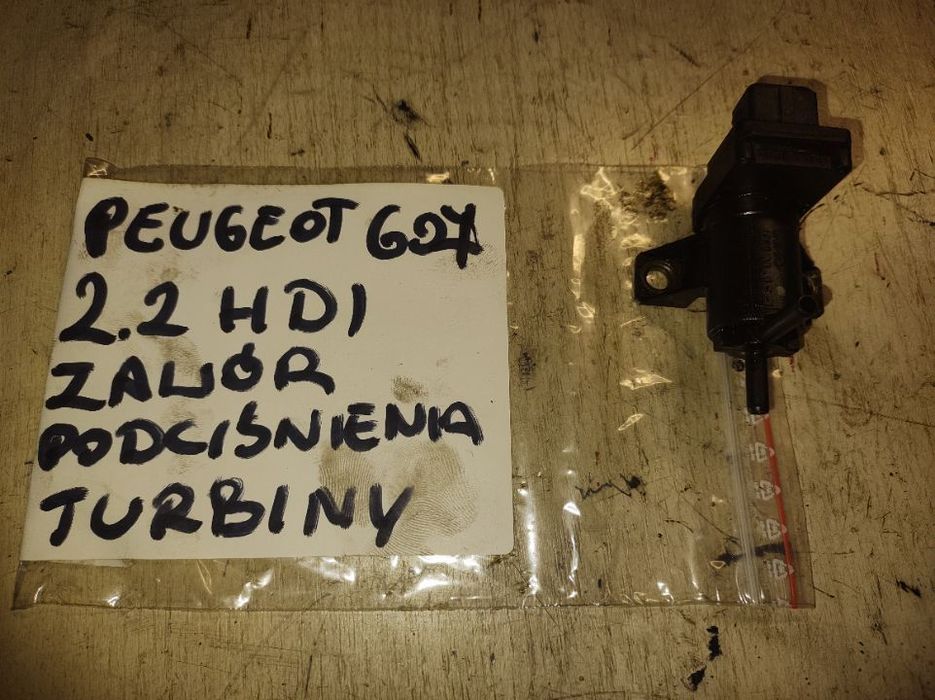 PEUGEOT 607
2.2 HDI
ZAWÓR
PODCIŚNIENIA
TURBINY